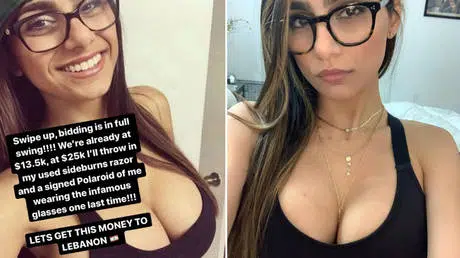 Swipe up, bidding is in full
swing!!!! We're already at
$13.5k, at $25k I'll throw in
my used sideburns razor
and a signed Polaroid of me
wearing the infamous
glasses one last time!!!
LETS GET THIS MONEY TO
LEBANON 🇱🇧